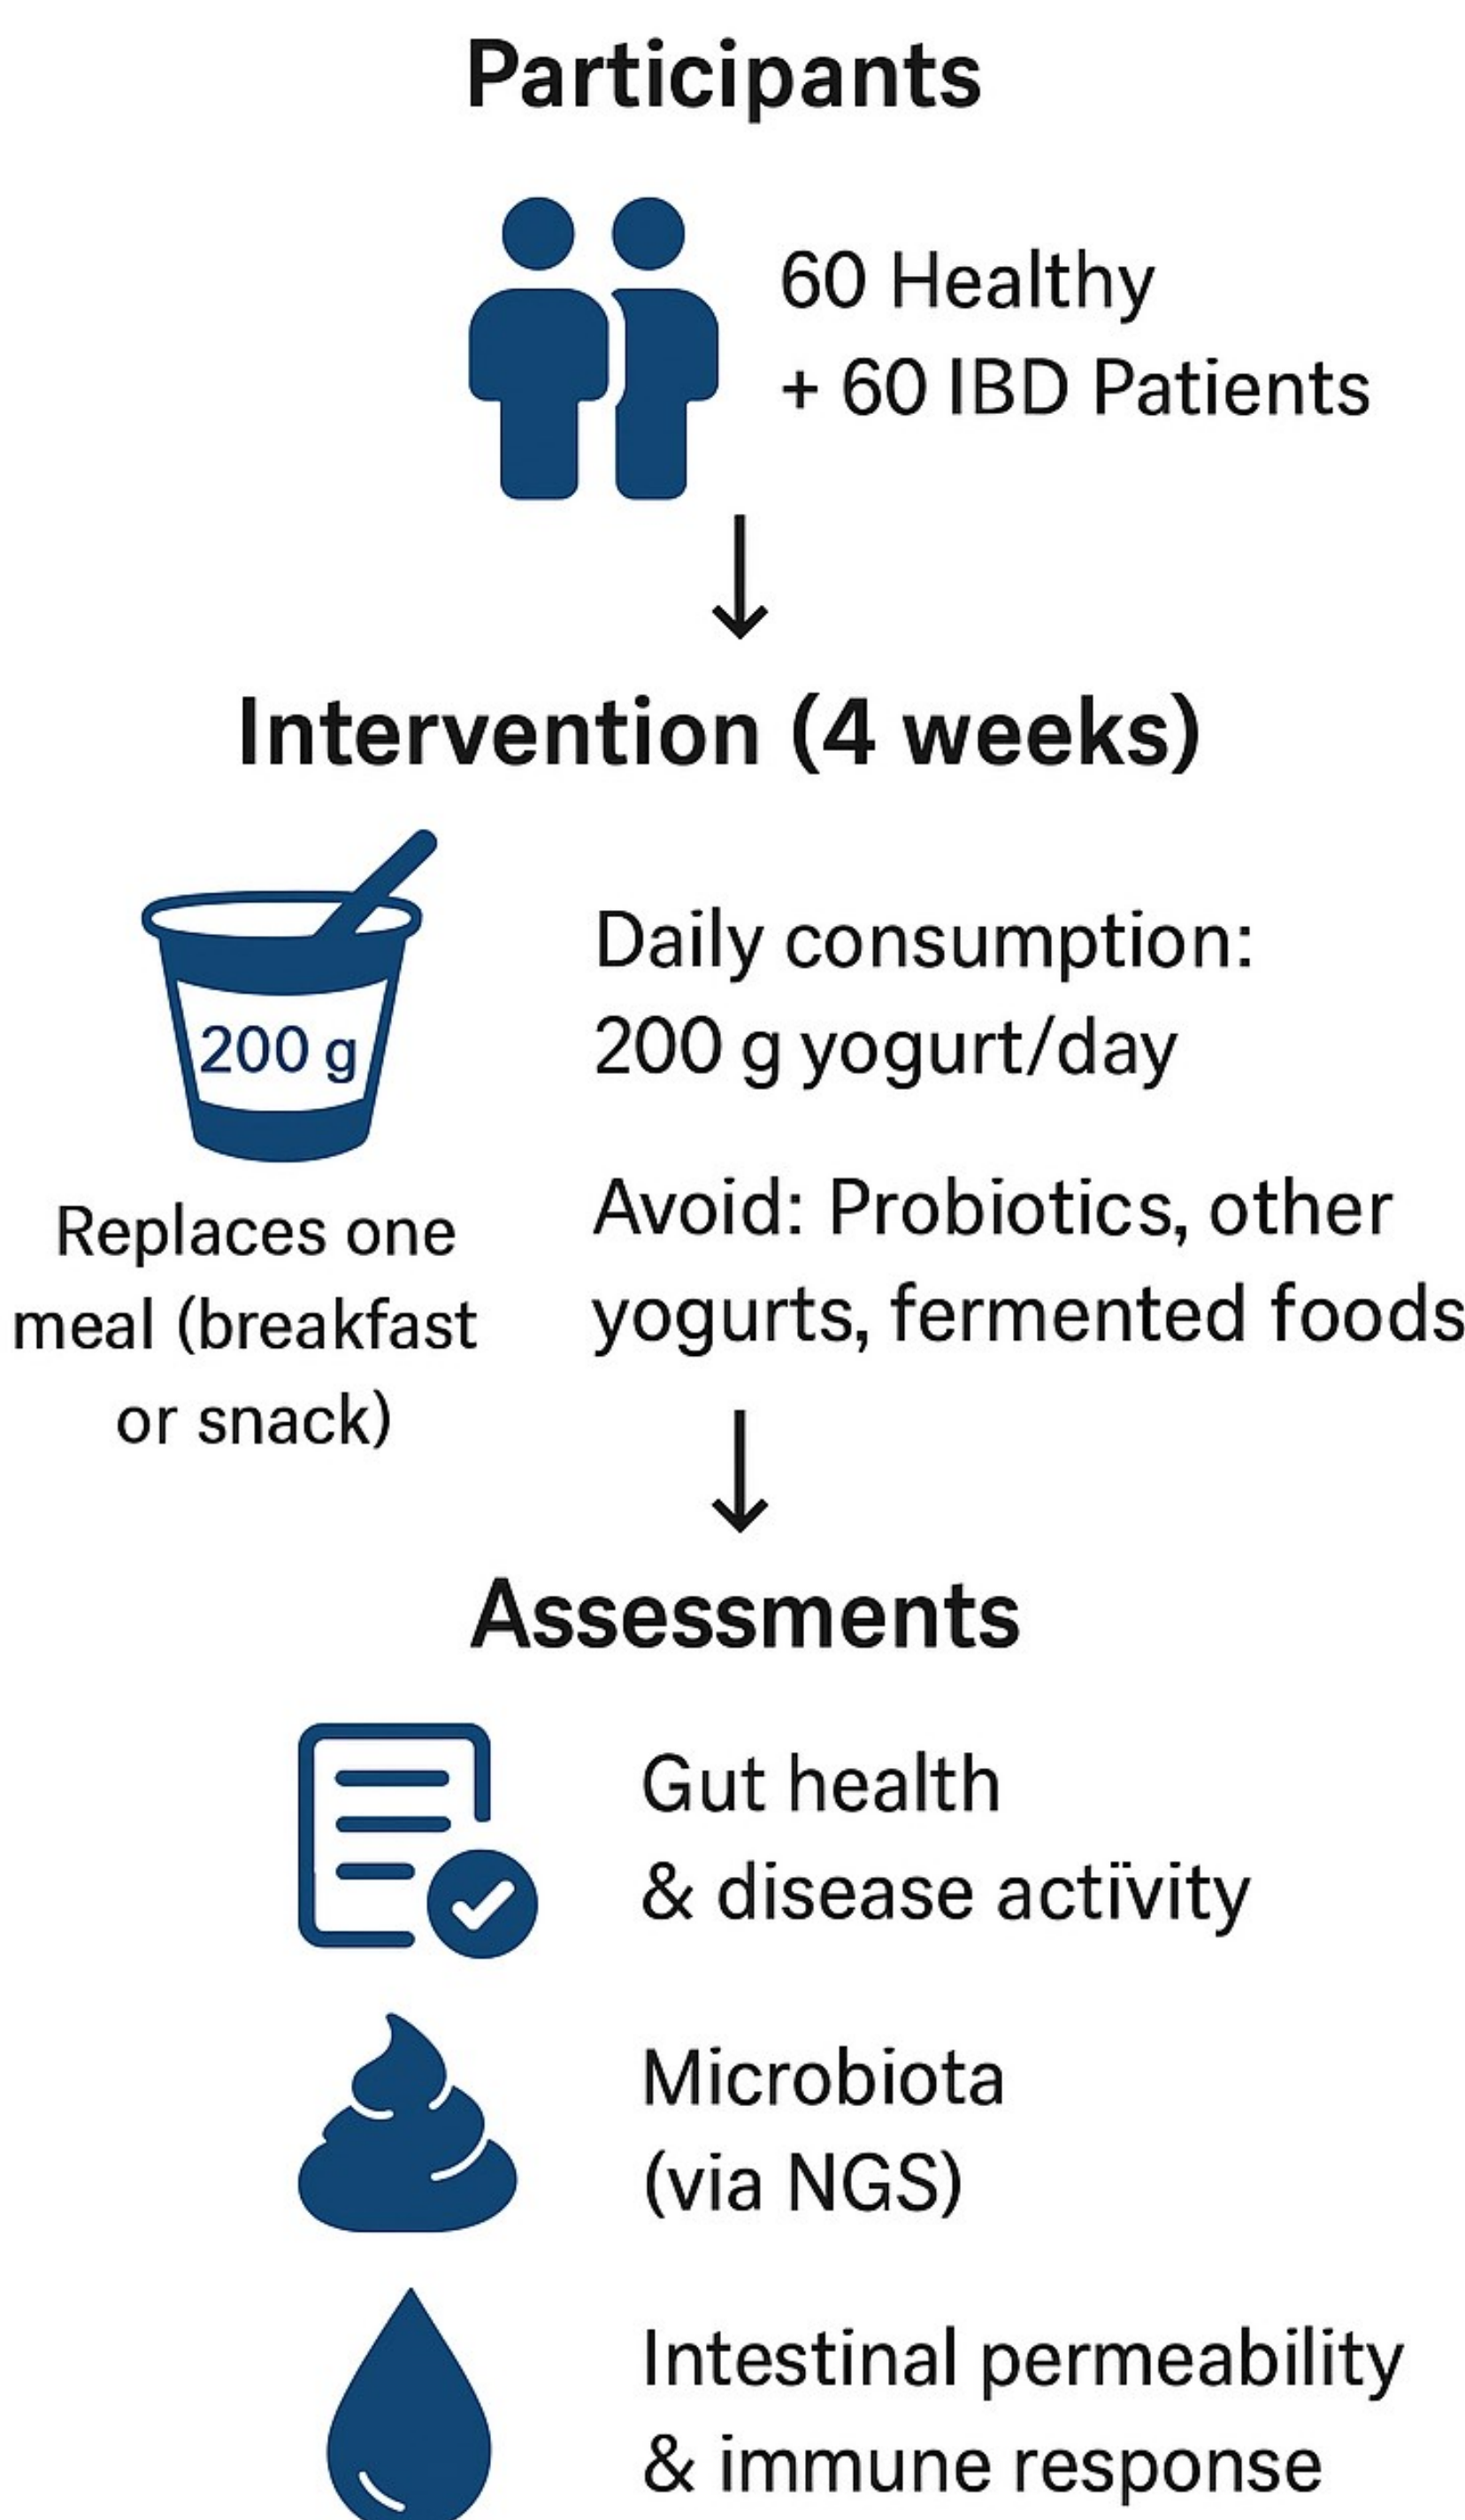 Participants
60 Healthy
+ 60 IBD Patients
Intervention (4 weeks)
200 g
Replaces one
meal (breakfast
or snack)
Daily consumption:
200 g yogurt/day
Avoid: Probiotics, other
yogurts, fermented foods
Assessments
Gut health
& disease actïvity
Microbiota
(via NGS)
Intestinal permeability
& immune response